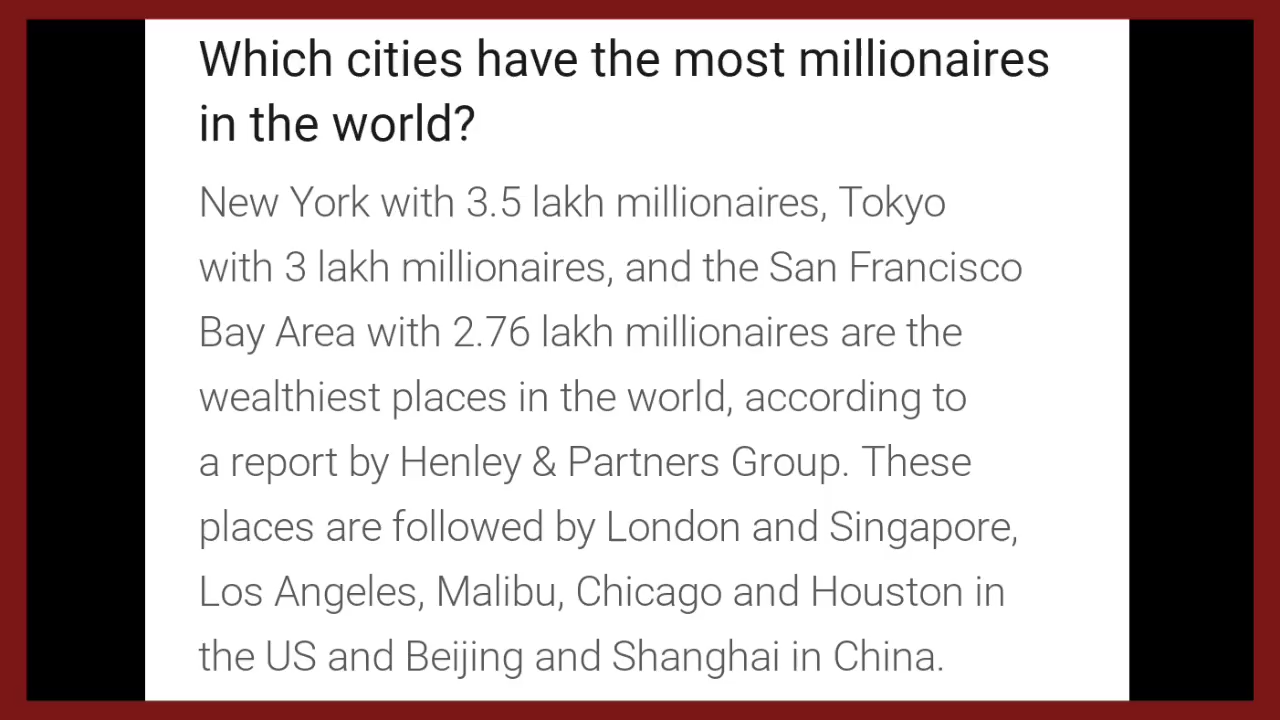 Which cities have the most millionaires
in the world?
New York with 3.5 lakh millionaires, Tokyo
with 3 lakh millionaires, and the San Francisco
Bay Area with 2.76 lakh millionaires are the
wealthiest places in the world, according to
a report by Henley & Partners Group. These
places are followed by London and Singapore,
Los Angeles, Malibu, Chicago and Houston in
the US and Beijing and Shanghai in China.